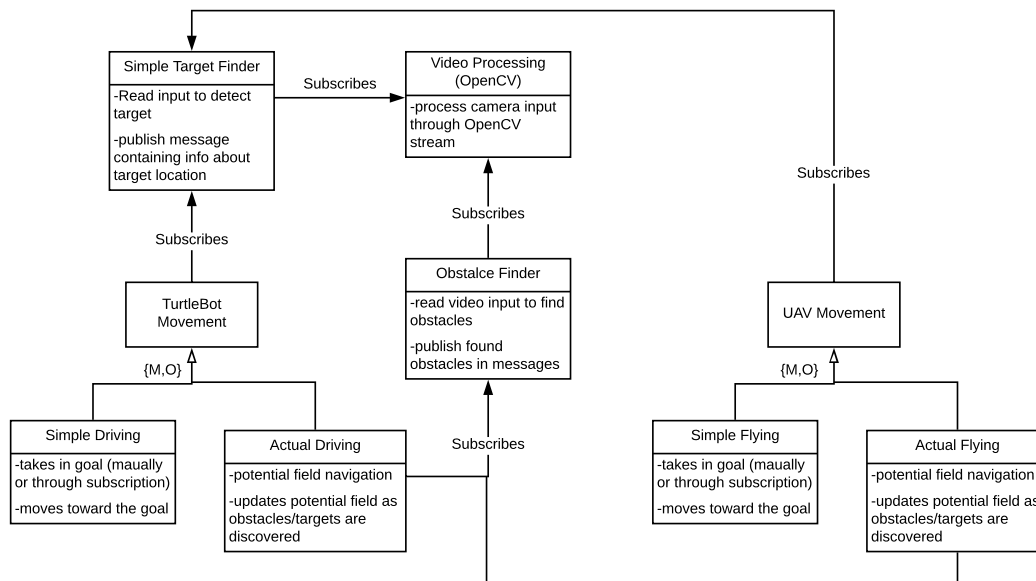 Simple Target Finder
-Read input to detect
target
-publish message
containing info about
target location
Subscribes
Video Processing
(OpenCV)
-process camera input
through OpenCV
stream
Subscribes
Subscribes
Subscribes
Obstalce Finder
-read video input to find
obstacles
-publish found
obstacles in messages
TurtleBot
Movement
UAV Movement
{M,O}
{M,O}
Simple Driving
-takes in goal (maually
or through subscription)
-moves toward the goal
Actual Driving
-potential field navigation
-updates potential field as
obstacles/targets are
discovered
Subscribes
Simple Flying
-takes in goal (maually
or through subscription)
-moves toward the goal
Actual Flying
-potential field navigation
-updates potential field as
obstacles/targets are
discovered